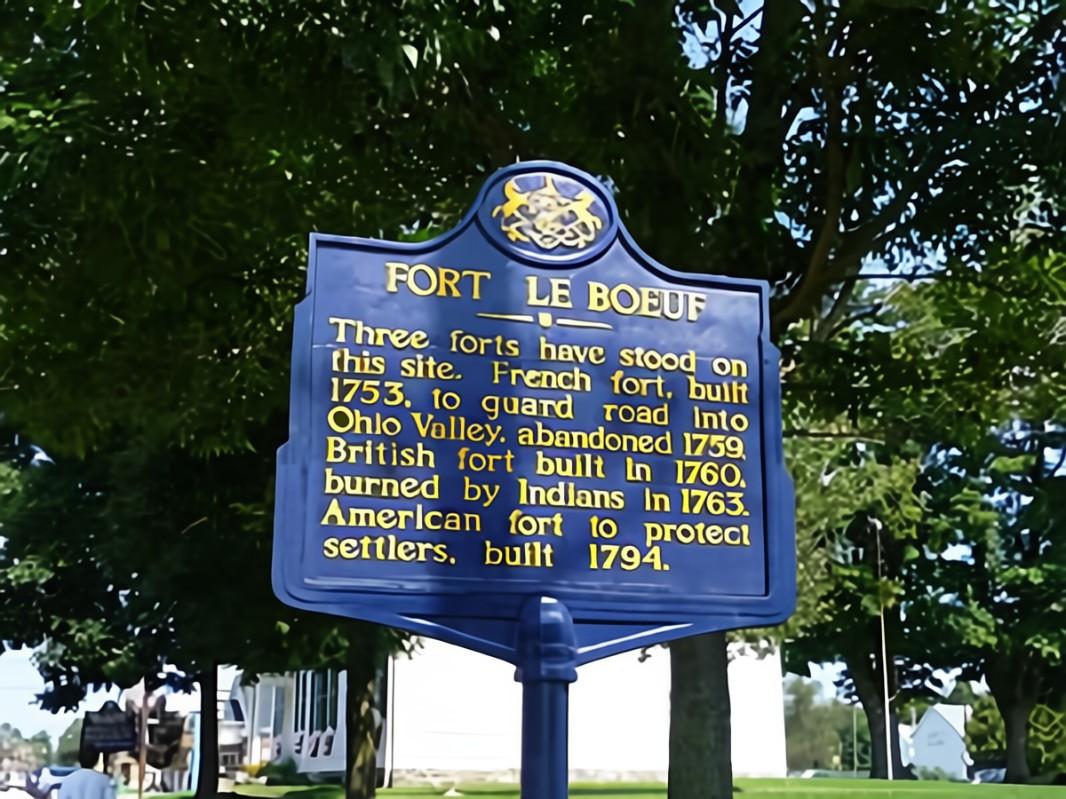 FORT LE BOEUF
Three forts have stood on
this site. French fort, built
1753, to guard road into
Ohio Valley, abandoned 1759.
British fort built in 1760,
burned by Indians in 1763.
American fort to protect
settlers, built 1794.